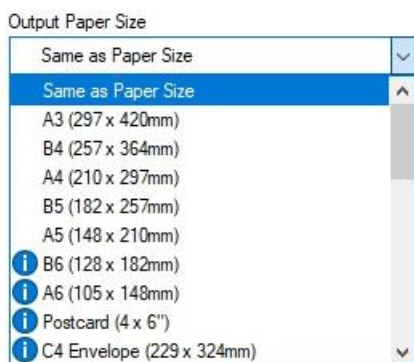 Output Paper Size
Same as Paper Size
Same as Paper Size
A3 (297 x 420mm)
B4 (257 x 364mm)
A4 (210 x 297mm)
B5 (182 x 257mm)
A5 (148 x 210mm)
B6 (128 x 182mm)
A6 (105 x 148mm)
Postcard (4 x 6")
C4 Envelope (229 x 324mm)